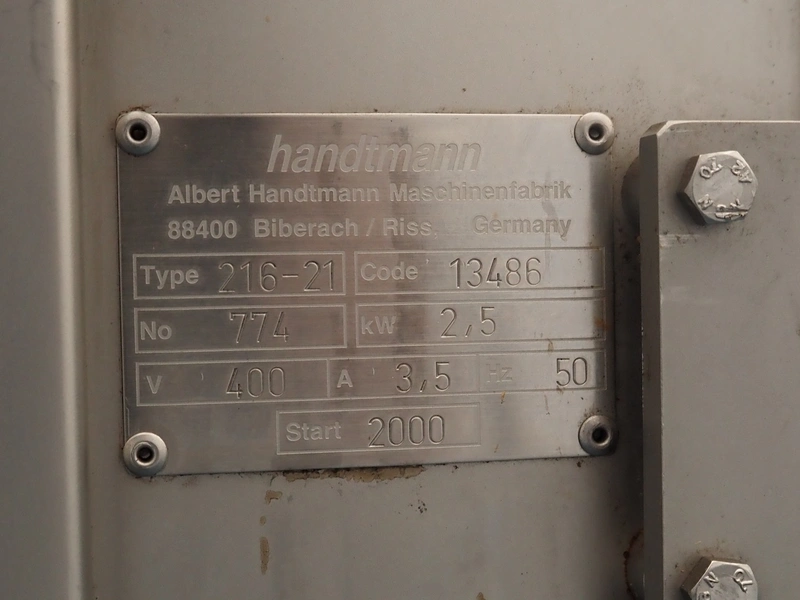 handtmann
Albert Handtmann Maschinenfabrik
88400 Biberach / Riss. Germany
Type 216-21 Code 13486
No 774 kW 2,5
V 400 A 3,5 Hz 50
Start 2000